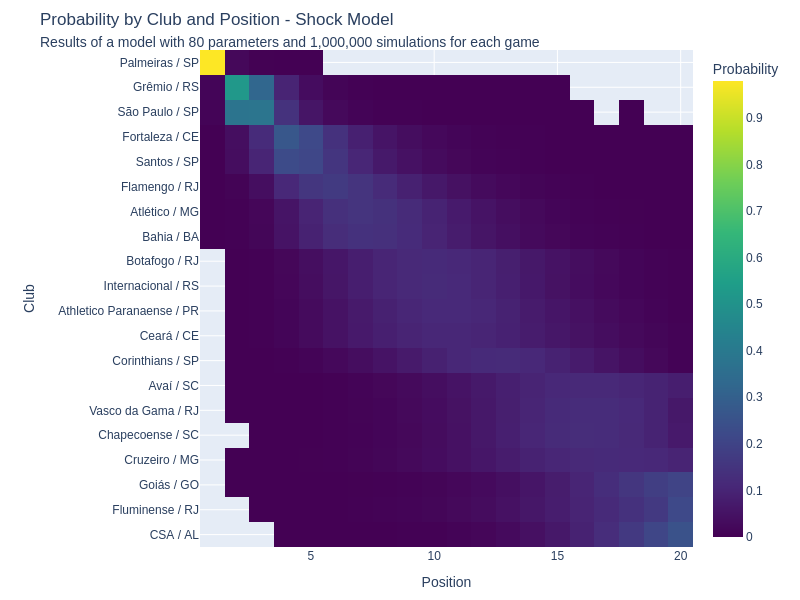 Probability by Club and Position - Shock Model
Results of a model with 80 parameters and 1,000,000 simulations for each game
Palmeiras / SP
Grêmio / RS
São Paulo / SP
Fortaleza / CE
Santos / SP
Flamengo / RJ
Atlético / MG
Bahia / BA
Botafogo / RJ
Internacional / RS
Athletico Paranaense / PR
Ceará / CE
Corinthians / SP
Avaí / SC
Vasco da Gama / RJ
Chapecoense / SC
Cruzeiro / MG
Goiás / GO
Fluminense / RJ
CSA / AL
Club
5
10
15
20
Position
Probability
0.9
0.8
0.7
0.6
0.5
0.4
0.3
0.2
0.1
0